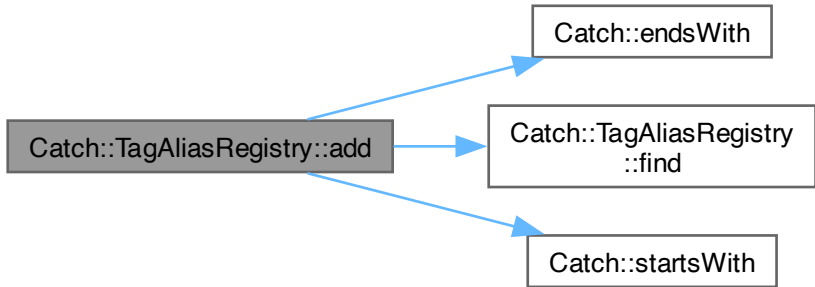 Catch::endsWith
Catch::TagAliasRegistry::add
Catch::TagAliasRegistry
::find
Catch::startsWith